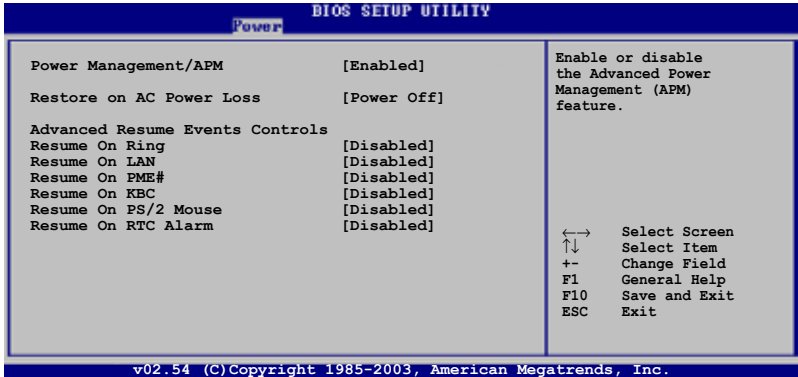 BIOS SETUP UTILITY
Power
Power Management/APM [Enabled]
Restore on AC Power Loss [Power Off]
Advanced Resume Events Controls
Resume On Ring [Disabled]
Resume On LAN [Disabled]
Resume On PME# [Disabled]
Resume On KBC [Disabled]
Resume On PS/2 Mouse [Disabled]
Resume On RTC Alarm [Disabled]
Enable or disable
the Advanced Power
Management (APM)
feature.
←→ Select Screen
↑↓ Select Item
+- Change Field
F1 General Help
F10 Save and Exit
ESC Exit
v02.54 (C)Copyright 1985-2003, American Megatrends, Inc.